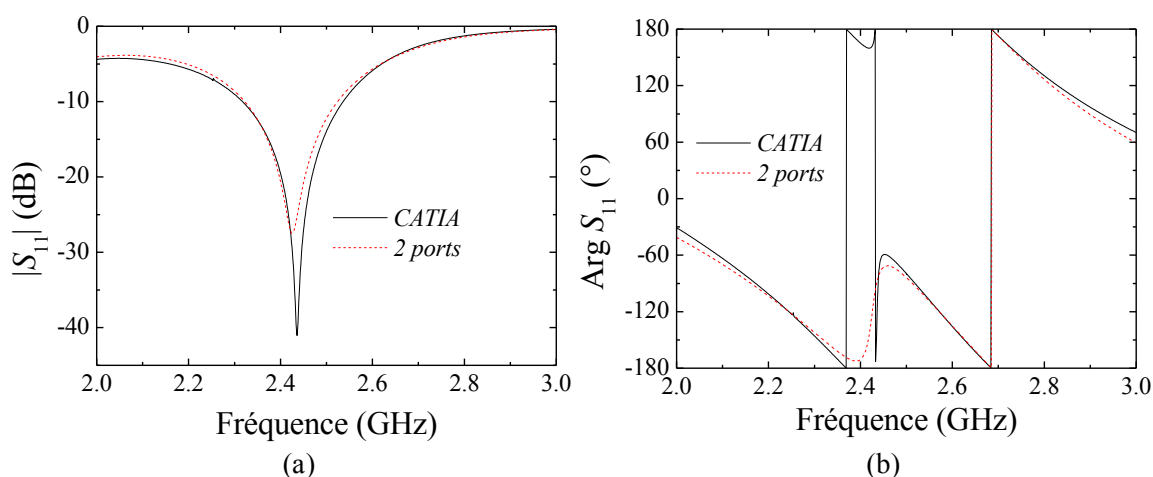 0
-10
-20
-30
-40
|S11| (dB)
CATIA
2 ports
2.0 2.2 2.4 2.6 2.8 3.0
Fréquence (GHz)
(a)
180
120
60
0
-60
-120
-180
Arg S11 (°)
CATIA
2 ports
2.0 2.2 2.4 2.6 2.8 3.0
Fréquence (GHz)
(b)